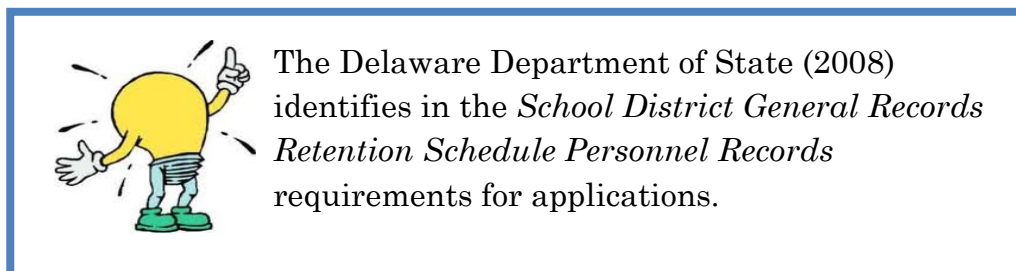 The Delaware Department of State (2008)
identifies in the School District General Records
Retention Schedule Personnel Records
requirements for applications.